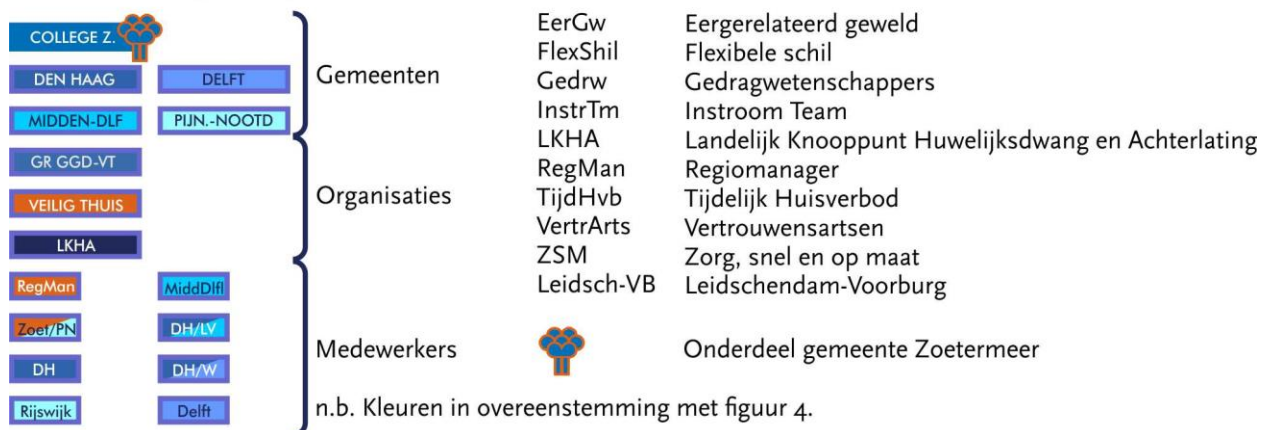 COLLEGE Z.
DEN HAAG DELFT
MIDDEN-DLF PIJN.-NOOTD
Gemeenten
GR GGD-VT
VEILIG THUIS
LKHA
Organisaties
RegMan MiddDlfl
Zoet/PN DH/LV
DH DH/W
Rijswijk Delft
Medewerkers
EerGw Eergerelateerd geweld
FlexShil Flexibele schil
Gedrw Gedragwetenschappers
InstrTm Instroom Team
LKHA Landelijk Knooppunt Huwelijksdwang en Achterlating
RegMan Regiomanager
TijdHvb Tijdelijk Huisverbod
VertrArts Vertrouwensartsen
ZSM Zorg, snel en op maat
Leidsch-VB Leidschendam-Voorburg
Onderdeel gemeente Zoetermeer
n.b. Kleuren in overeenstemming met figuur 4.